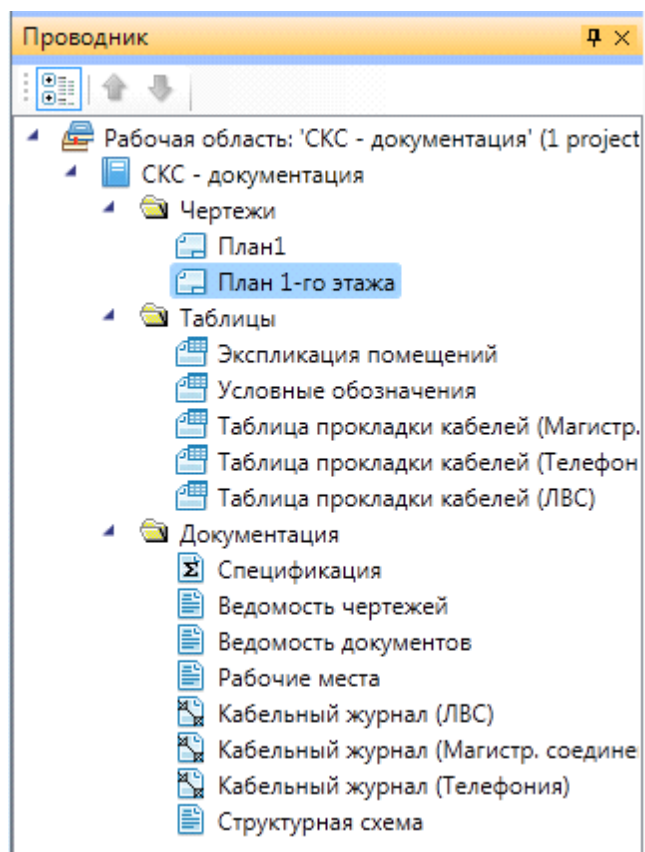 Проводник
Рабочая область: 'СКС - документация' (1 project
СКС - документация
Чертежи
План1
План 1-го этажа
Таблицы
Экспликация помещений
Условные обозначения
Таблица прокладки кабелей (Магистр.
Таблица прокладки кабелей (Телефон
Таблица прокладки кабелей (ЛВС)
Документация
Спецификация
Ведомость чертежей
Ведомость документов
Рабочие места
Кабельный журнал (ЛВС)
Кабельный журнал (Магистр. соедине
Кабельный журнал (Телефония)
Структурная схема